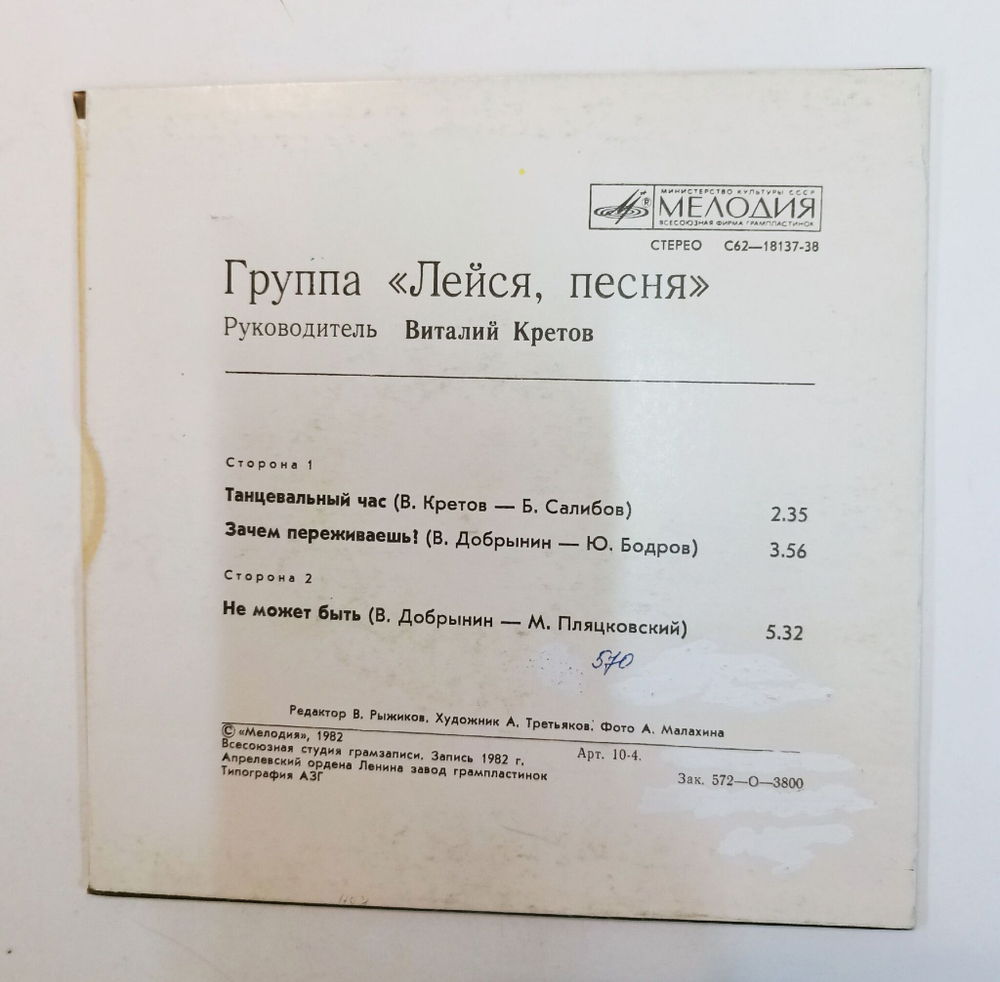 МИНИСТЕРСТВО КУЛЬТУРЫ СССР
МЕЛОДИЯ
ВСЕСОЮЗНАЯ ФИРМА ГРАМПЛАСТИНОК
СТЕРЕО С62—18137-38
Группа «Лейся, песня»
Руководитель Виталий Кретов
Сторона 1
Танцевальный час (В. Кретов — Б. Салибов) 2.35
Зачем переживаешь? (В. Добрынин — Ю. Бодров) 3.56
Сторона 2
Не может быть (В. Добрынин — М. Пляцковский) 5.32
570
Редактор В. Рыжиков. Художник А. Третьяков. Фото А. Малахина
© «Мелодия», 1982
Всесоюзная студия грамзаписи. Запись 1982 г. Арт. 10-4.
Апрелевский ордена Ленина завод грампластинок Зак. 572—О—3800
Типография АЗГ